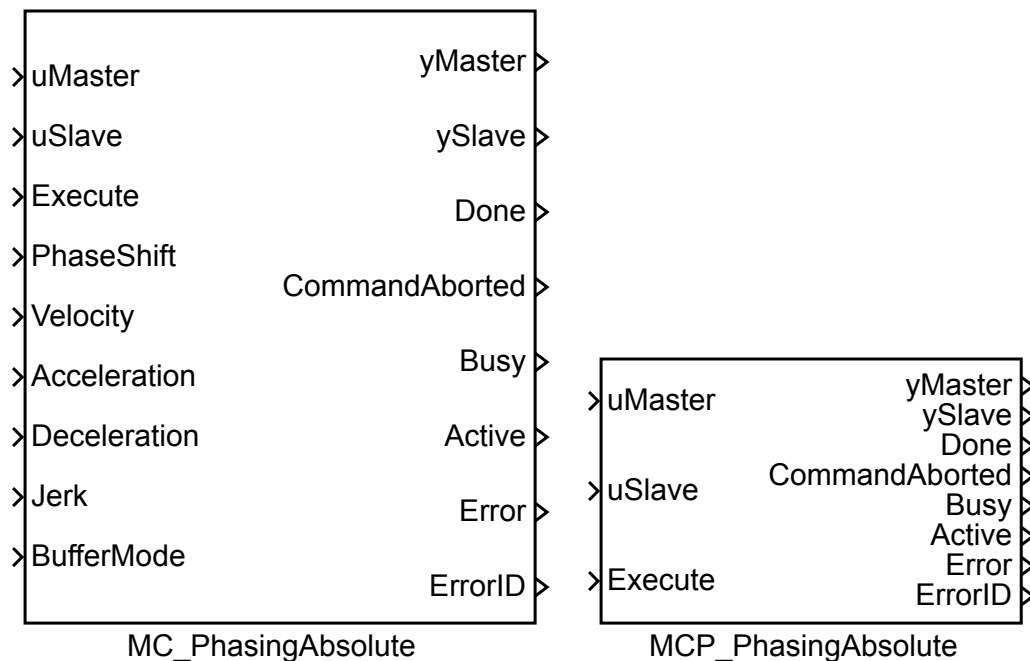 uMaster
uSlave
Execute
PhaseShift
Velocity
Acceleration
Deceleration
Jerk
BufferMode
yMaster
ySlave
Done
CommandAborted
Busy
Active
Error
ErrorID
MC_PhasingAbsolute
uMaster
uSlave
Execute
yMaster
ySlave
Done
CommandAborted
Busy
Active
Error
ErrorID
MCP_PhasingAbsolute